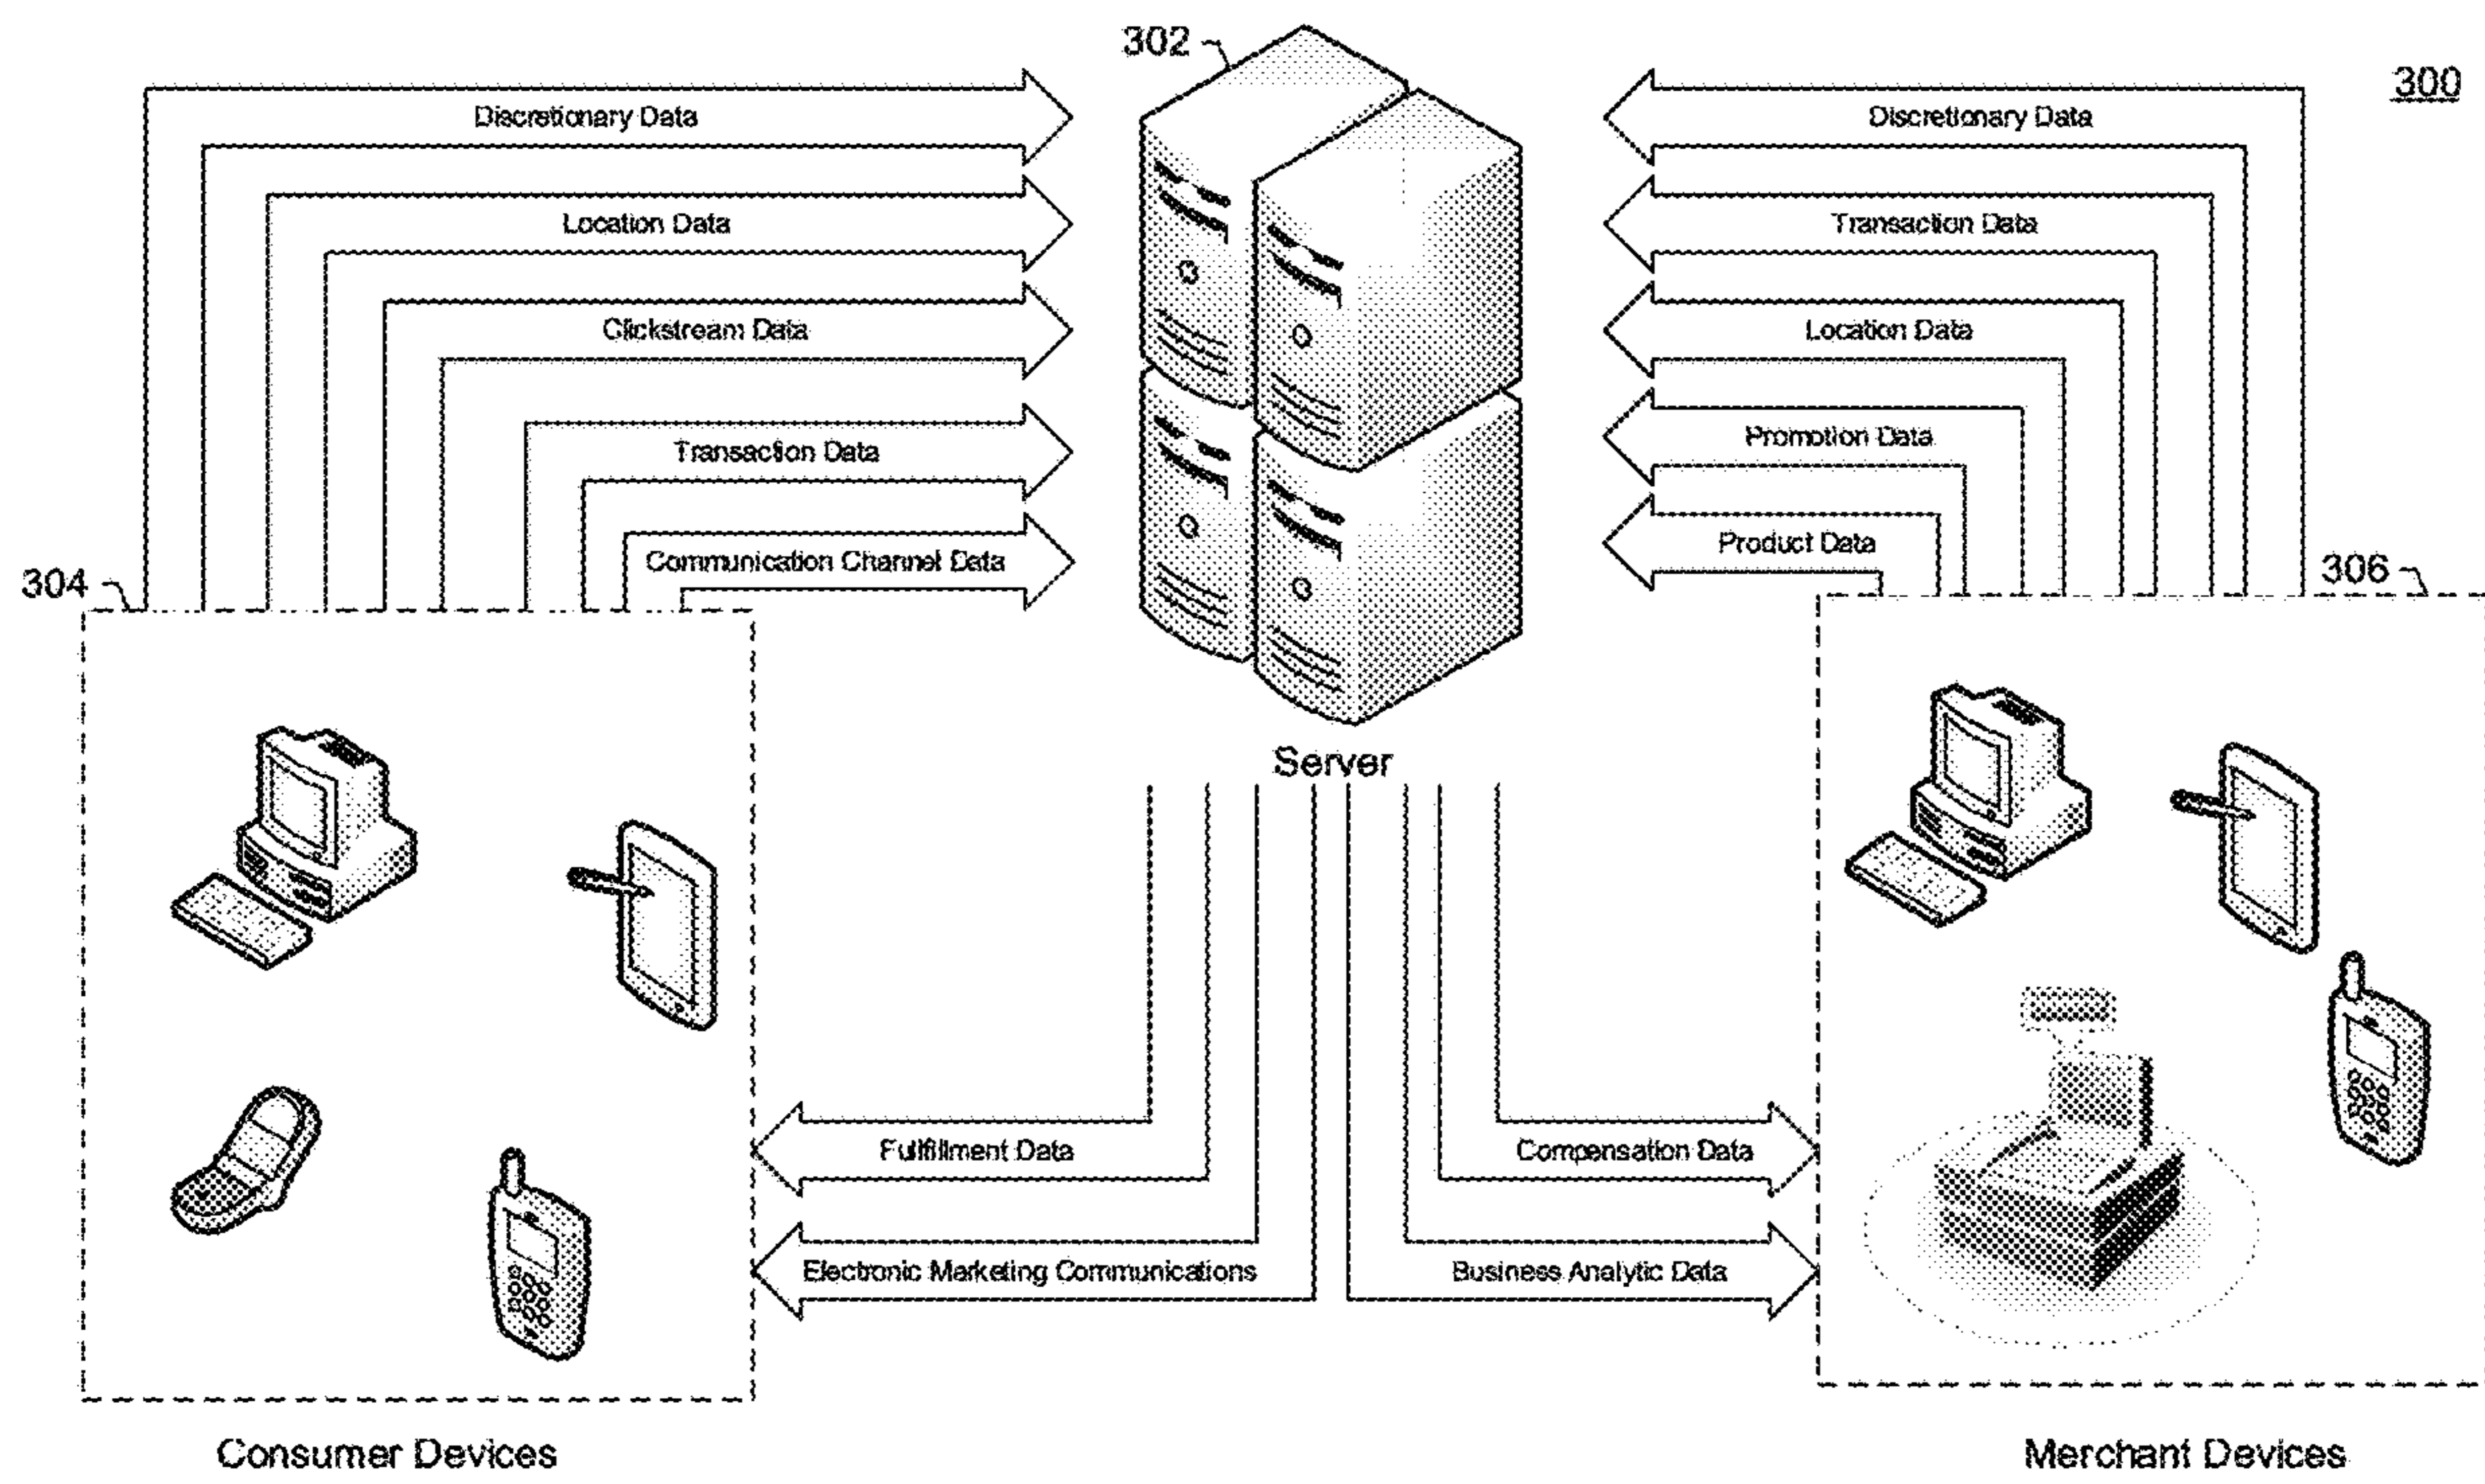 302
300
Discretionary Data
Discretionary Data
Location Data
Transaction Data
Clickstream Data
Location Data
Transaction Data
Promotion Data
Communication Channel Data
Product Data
304
306
Server
Fulfillment Data
Compensation Data
Electronic Marketing Communications
Business Analytic Data
Consumer Devices
Merchant Devices